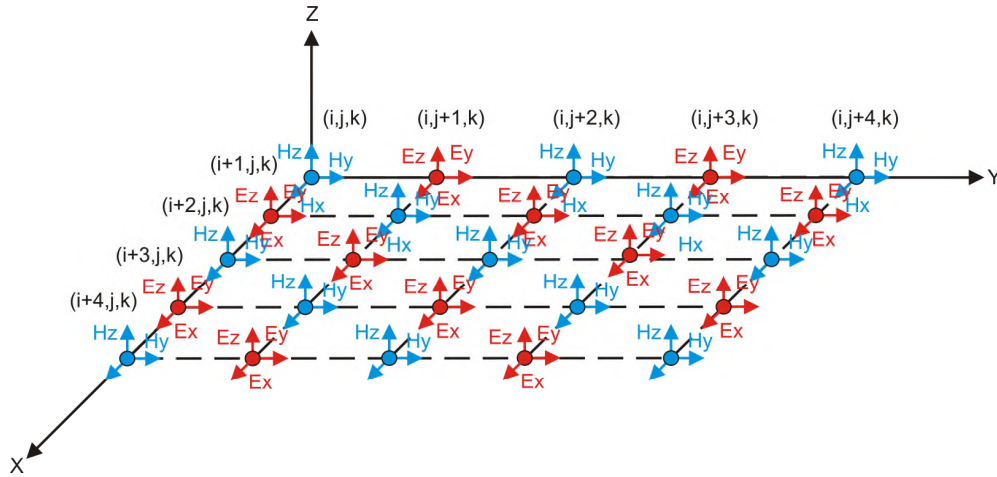 Z
(i,j,k) (i,j+1,k) (i,j+2,k) (i,j+3,k) (i,j+4,k)
(i+1,j,k) Hz Hy Ez Ey Hz Hy Ez Ey Hz Hy Y
(i+2,j,k) Ez Ey Hx Hz Hy Ex Ez Ey Hx Hz Hy Ex Ez Ey
(i+3,j,k) Hz Hy Ex Ez Ey Hx Hz Hy Ex Ez Ey Hx Hz Hy Ex
(i+4,j,k) Ez Ey Hz Hy Ez Ey Hz Hy Ez Ey
Hz Hy Ex Ez Ey Hz Hy Ex Ez Ey Hz Hy Ex
Ex Ex
X